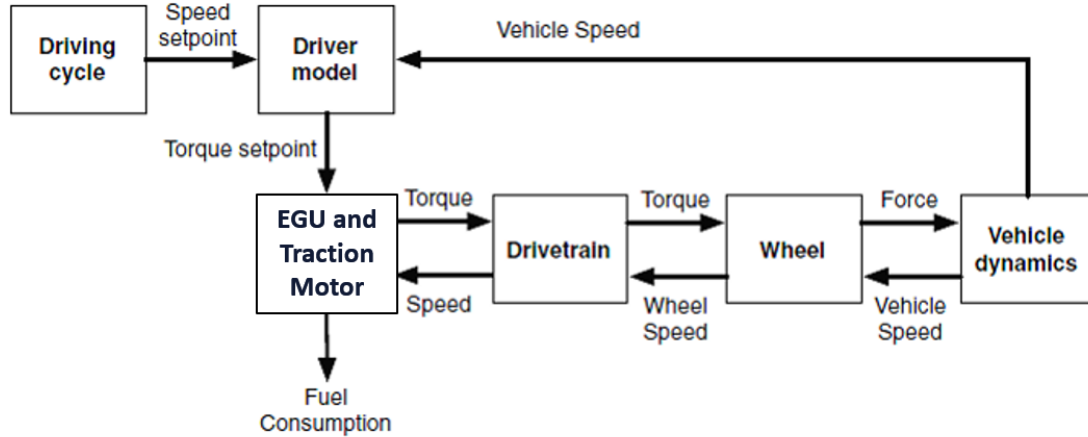 Driving
cycle
Speed
setpoint
Driver
model
Vehicle Speed
Torque setpoint
EGU and
Traction
Motor
Torque
Speed
Drivetrain
Torque
Wheel
Speed
Wheel
Force
Vehicle
Speed
Vehicle
dynamics
Fuel
Consumption